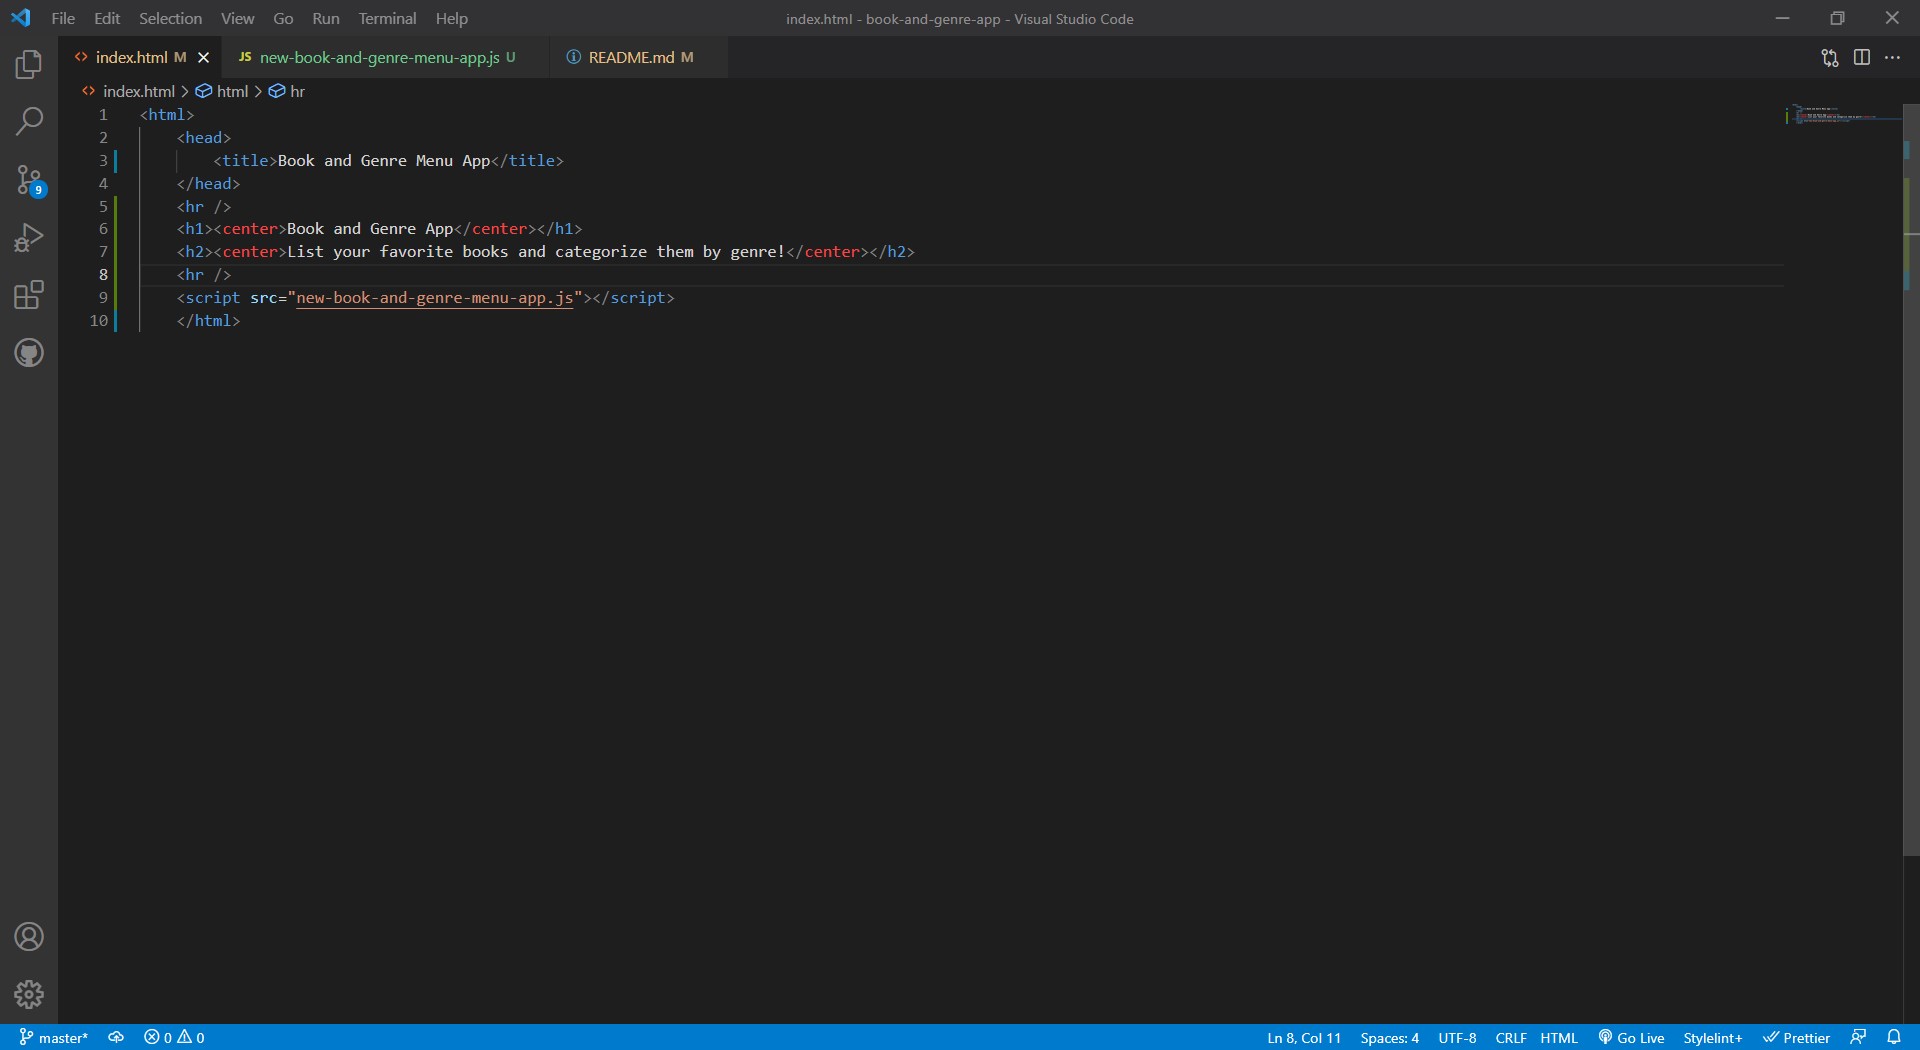 File Edit Selection View Go Run Terminal Help index.html - book-and-genre-app - Visual Studio Code
index.html M JS new-book-and-genre-menu-app.js U README.md M
index.html > html > hr
1 <html>
2 <head>
3 <title>Book and Genre Menu App</title>
4 </head>
5 <hr />
6 <h1><center>Book and Genre App</center></h1>
7 <h2><center>List your favorite books and categorize them by genre!</center></h2>
8 <hr />
9 <script src="new-book-and-genre-menu-app.js"></script>
10 </html>
9
master* 0 0 Ln 8, Col 11 Spaces: 4 UTF-8 CRLF HTML Go Live Stylelint+ Prettier